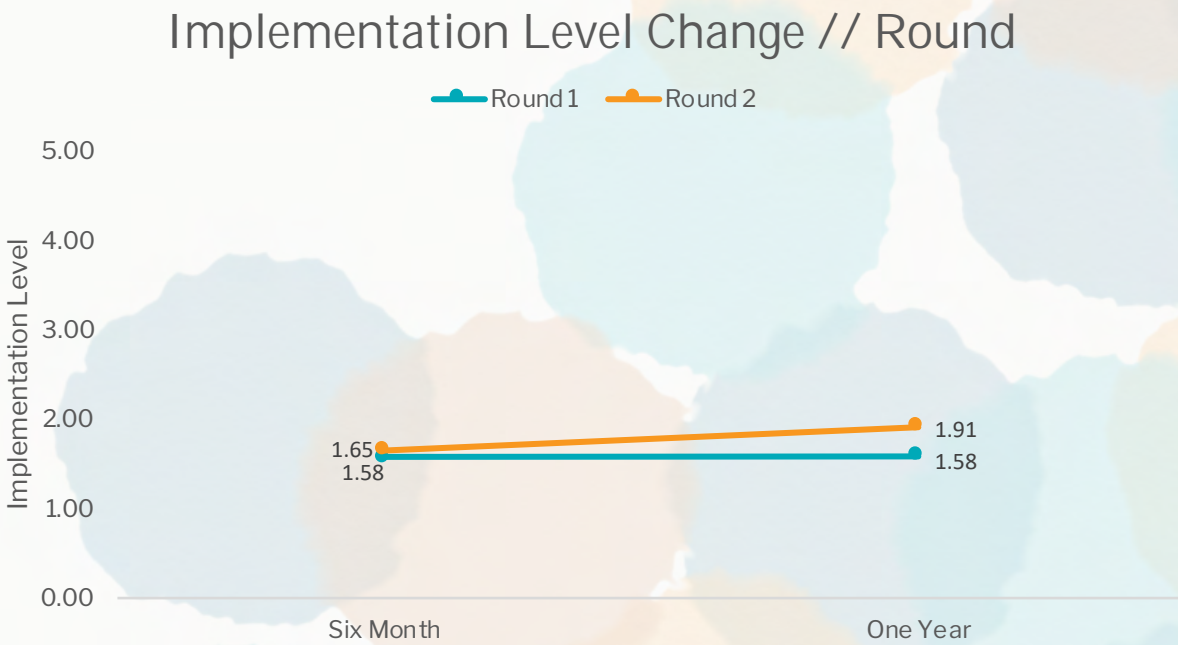 Implementation Level Change // Round
Round 1 Round 2
5.00
4.00
3.00
2.00
1.00
0.00
Implementation Level
1.65
1.58
1.91
1.58
Six Month One Year